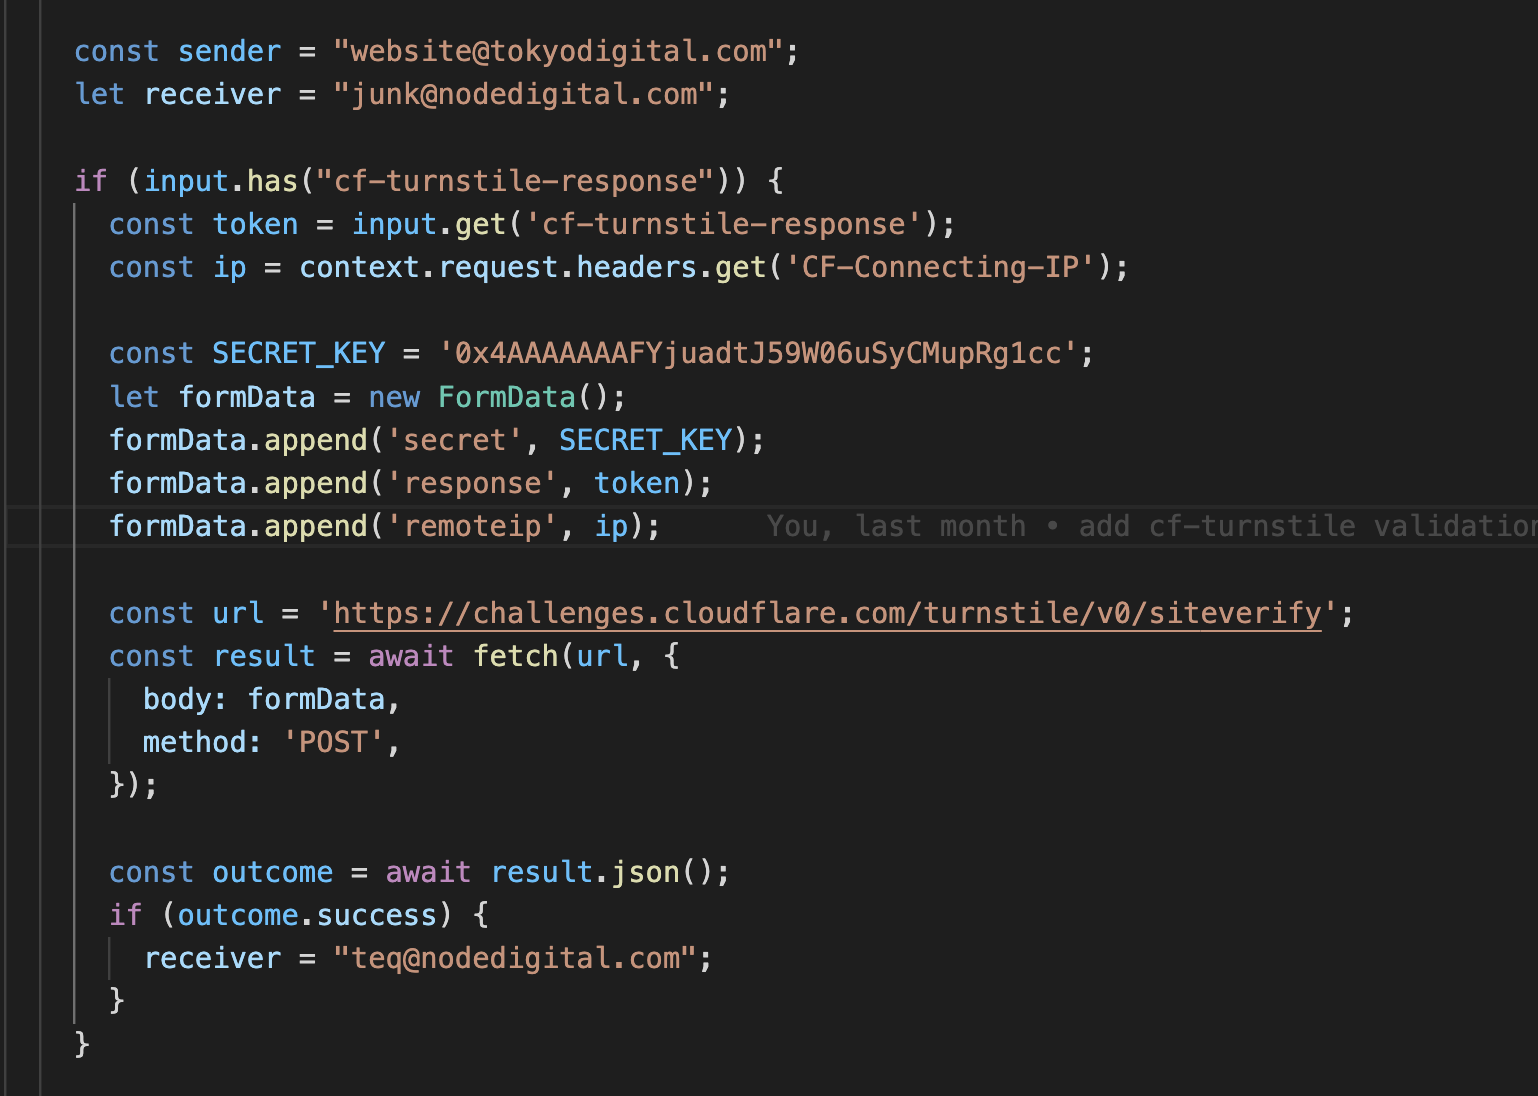 const sender = "website@tokyodigital.com";
let receiver = "junk@nodedigital.com";
if (input.has("cf-turnstile-response")) {
const token = input.get('cf-turnstile-response');
const ip = context.request.headers.get('CF-Connecting-IP');
const SECRET_KEY = '0x4AAAAAAAFYjuadtJ59W06uSyCMupRg1cc';
let formData = new FormData();
formData.append('secret', SECRET_KEY);
formData.append('response', token);
formData.append('remoteip', ip); You, last month • add cf-turnstile validation
const url = 'https://challenges.cloudflare.com/turnstile/v0/siteverify';
const result = await fetch(url, {
body: formData,
method: 'POST',
});
const outcome = await result.json();
if (outcome.success) {
receiver = "teq@nodedigital.com";
}
}